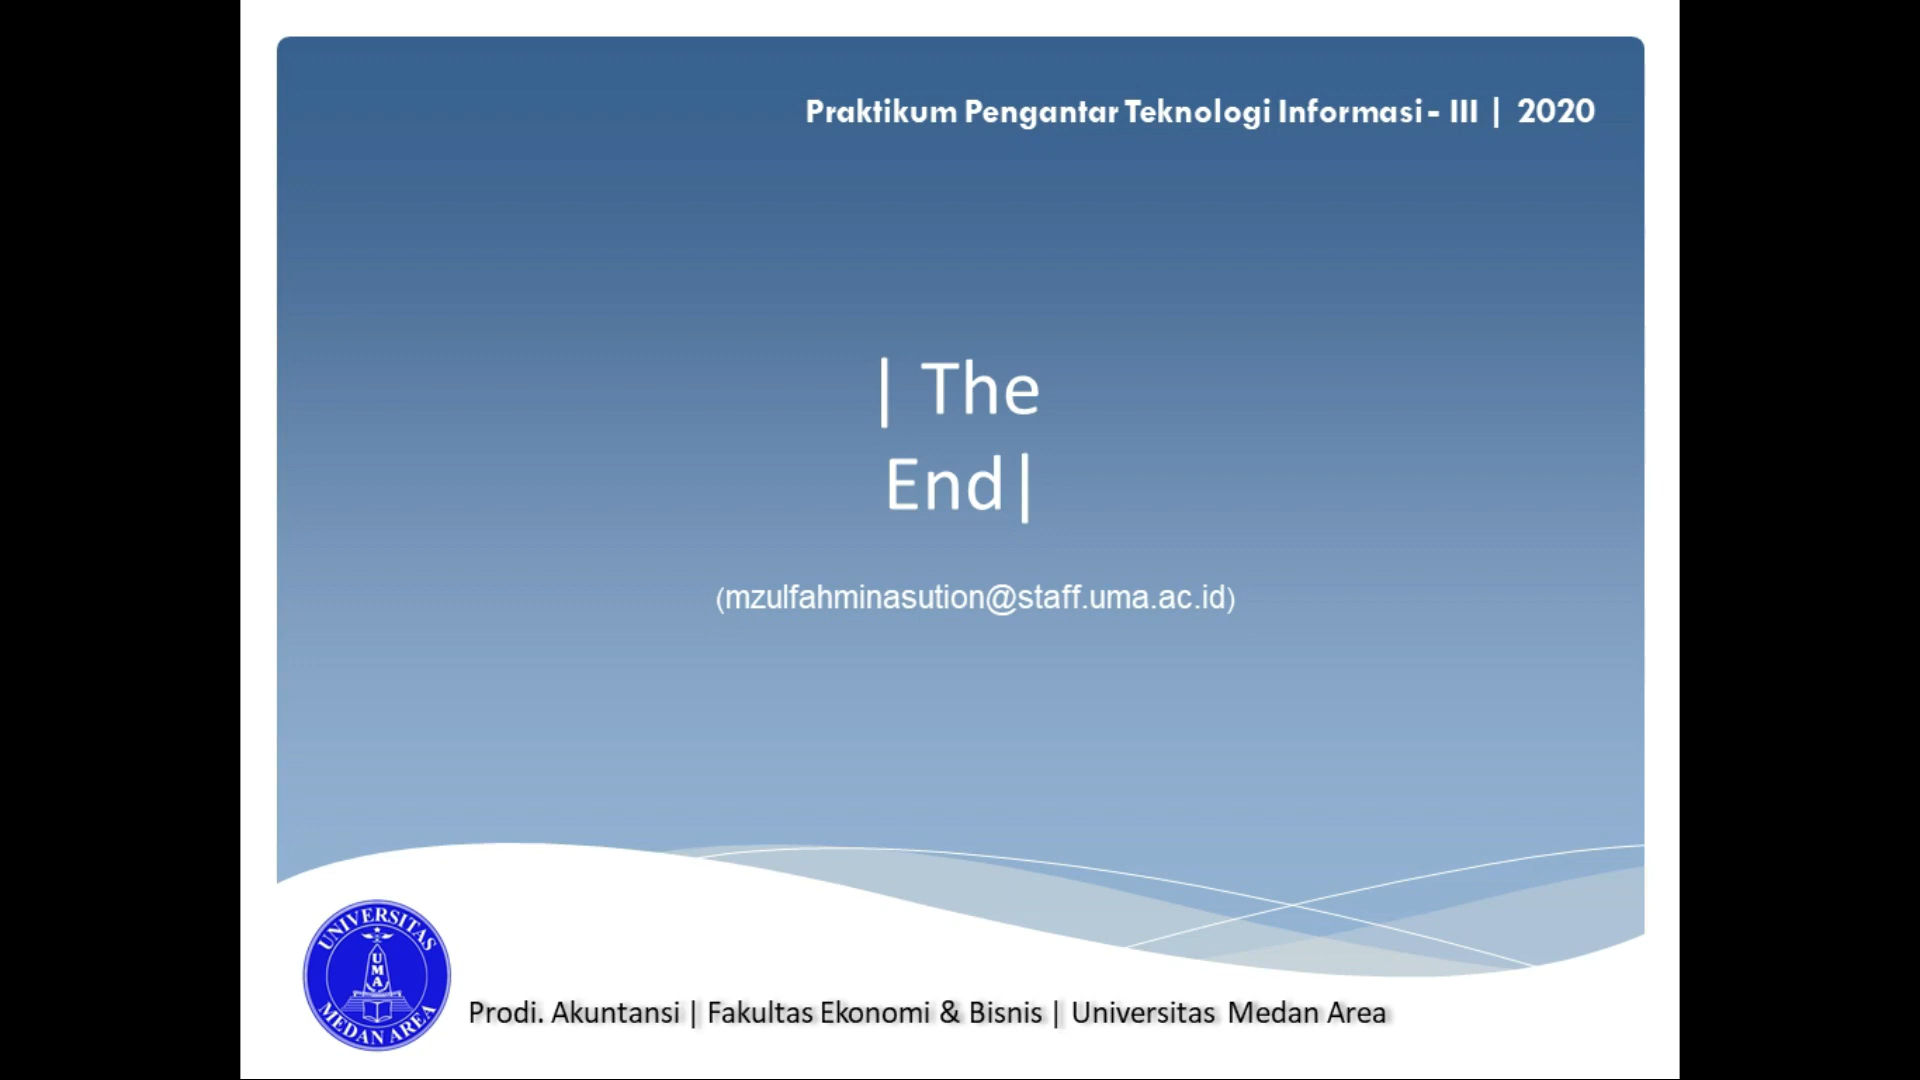 Praktikum Pengantar Teknologi Informasi - III | 2020
| The
End|
(mzulfahminasution@staff.uma.ac.id)
UNIVERSITAS
UMA
MEDAN AREA
Prodi. Akuntansi | Fakultas Ekonomi & Bisnis | Universitas Medan Area